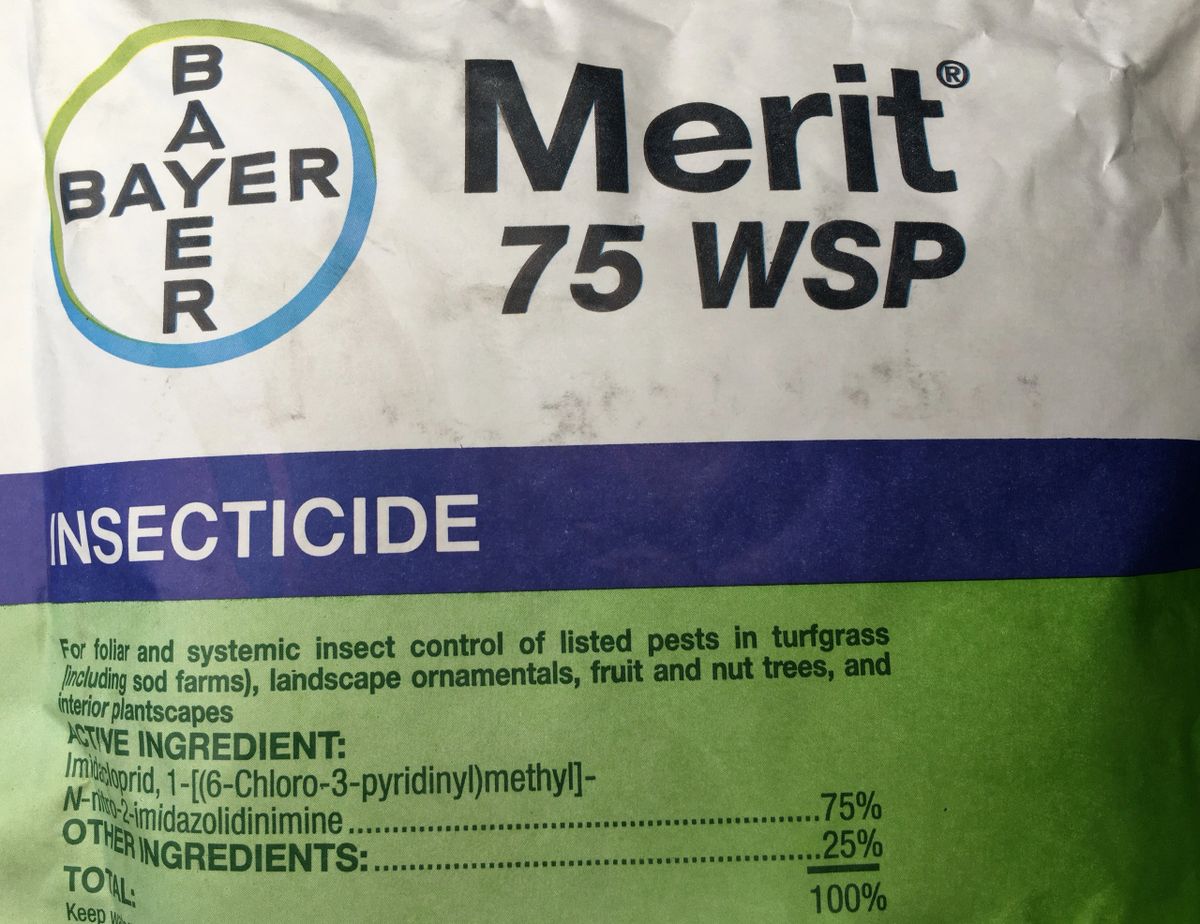 BAYER
BAYER
Merit®
75 WSP
INSECTICIDE
For foliar and systemic insect control of listed pests in turfgrass
(including sod farms), landscape ornamentals, fruit and nut trees, and
interior plantscapes
ACTIVE INGREDIENT:
Imidacloprid, 1-[(6-Chloro-3-pyridinyl)methyl]-
N-nitro-2-imidazolidinimine ........................................................ 75%
OTHER INGREDIENTS: ..................................................... 25%
TOTAL: 100%
Keep